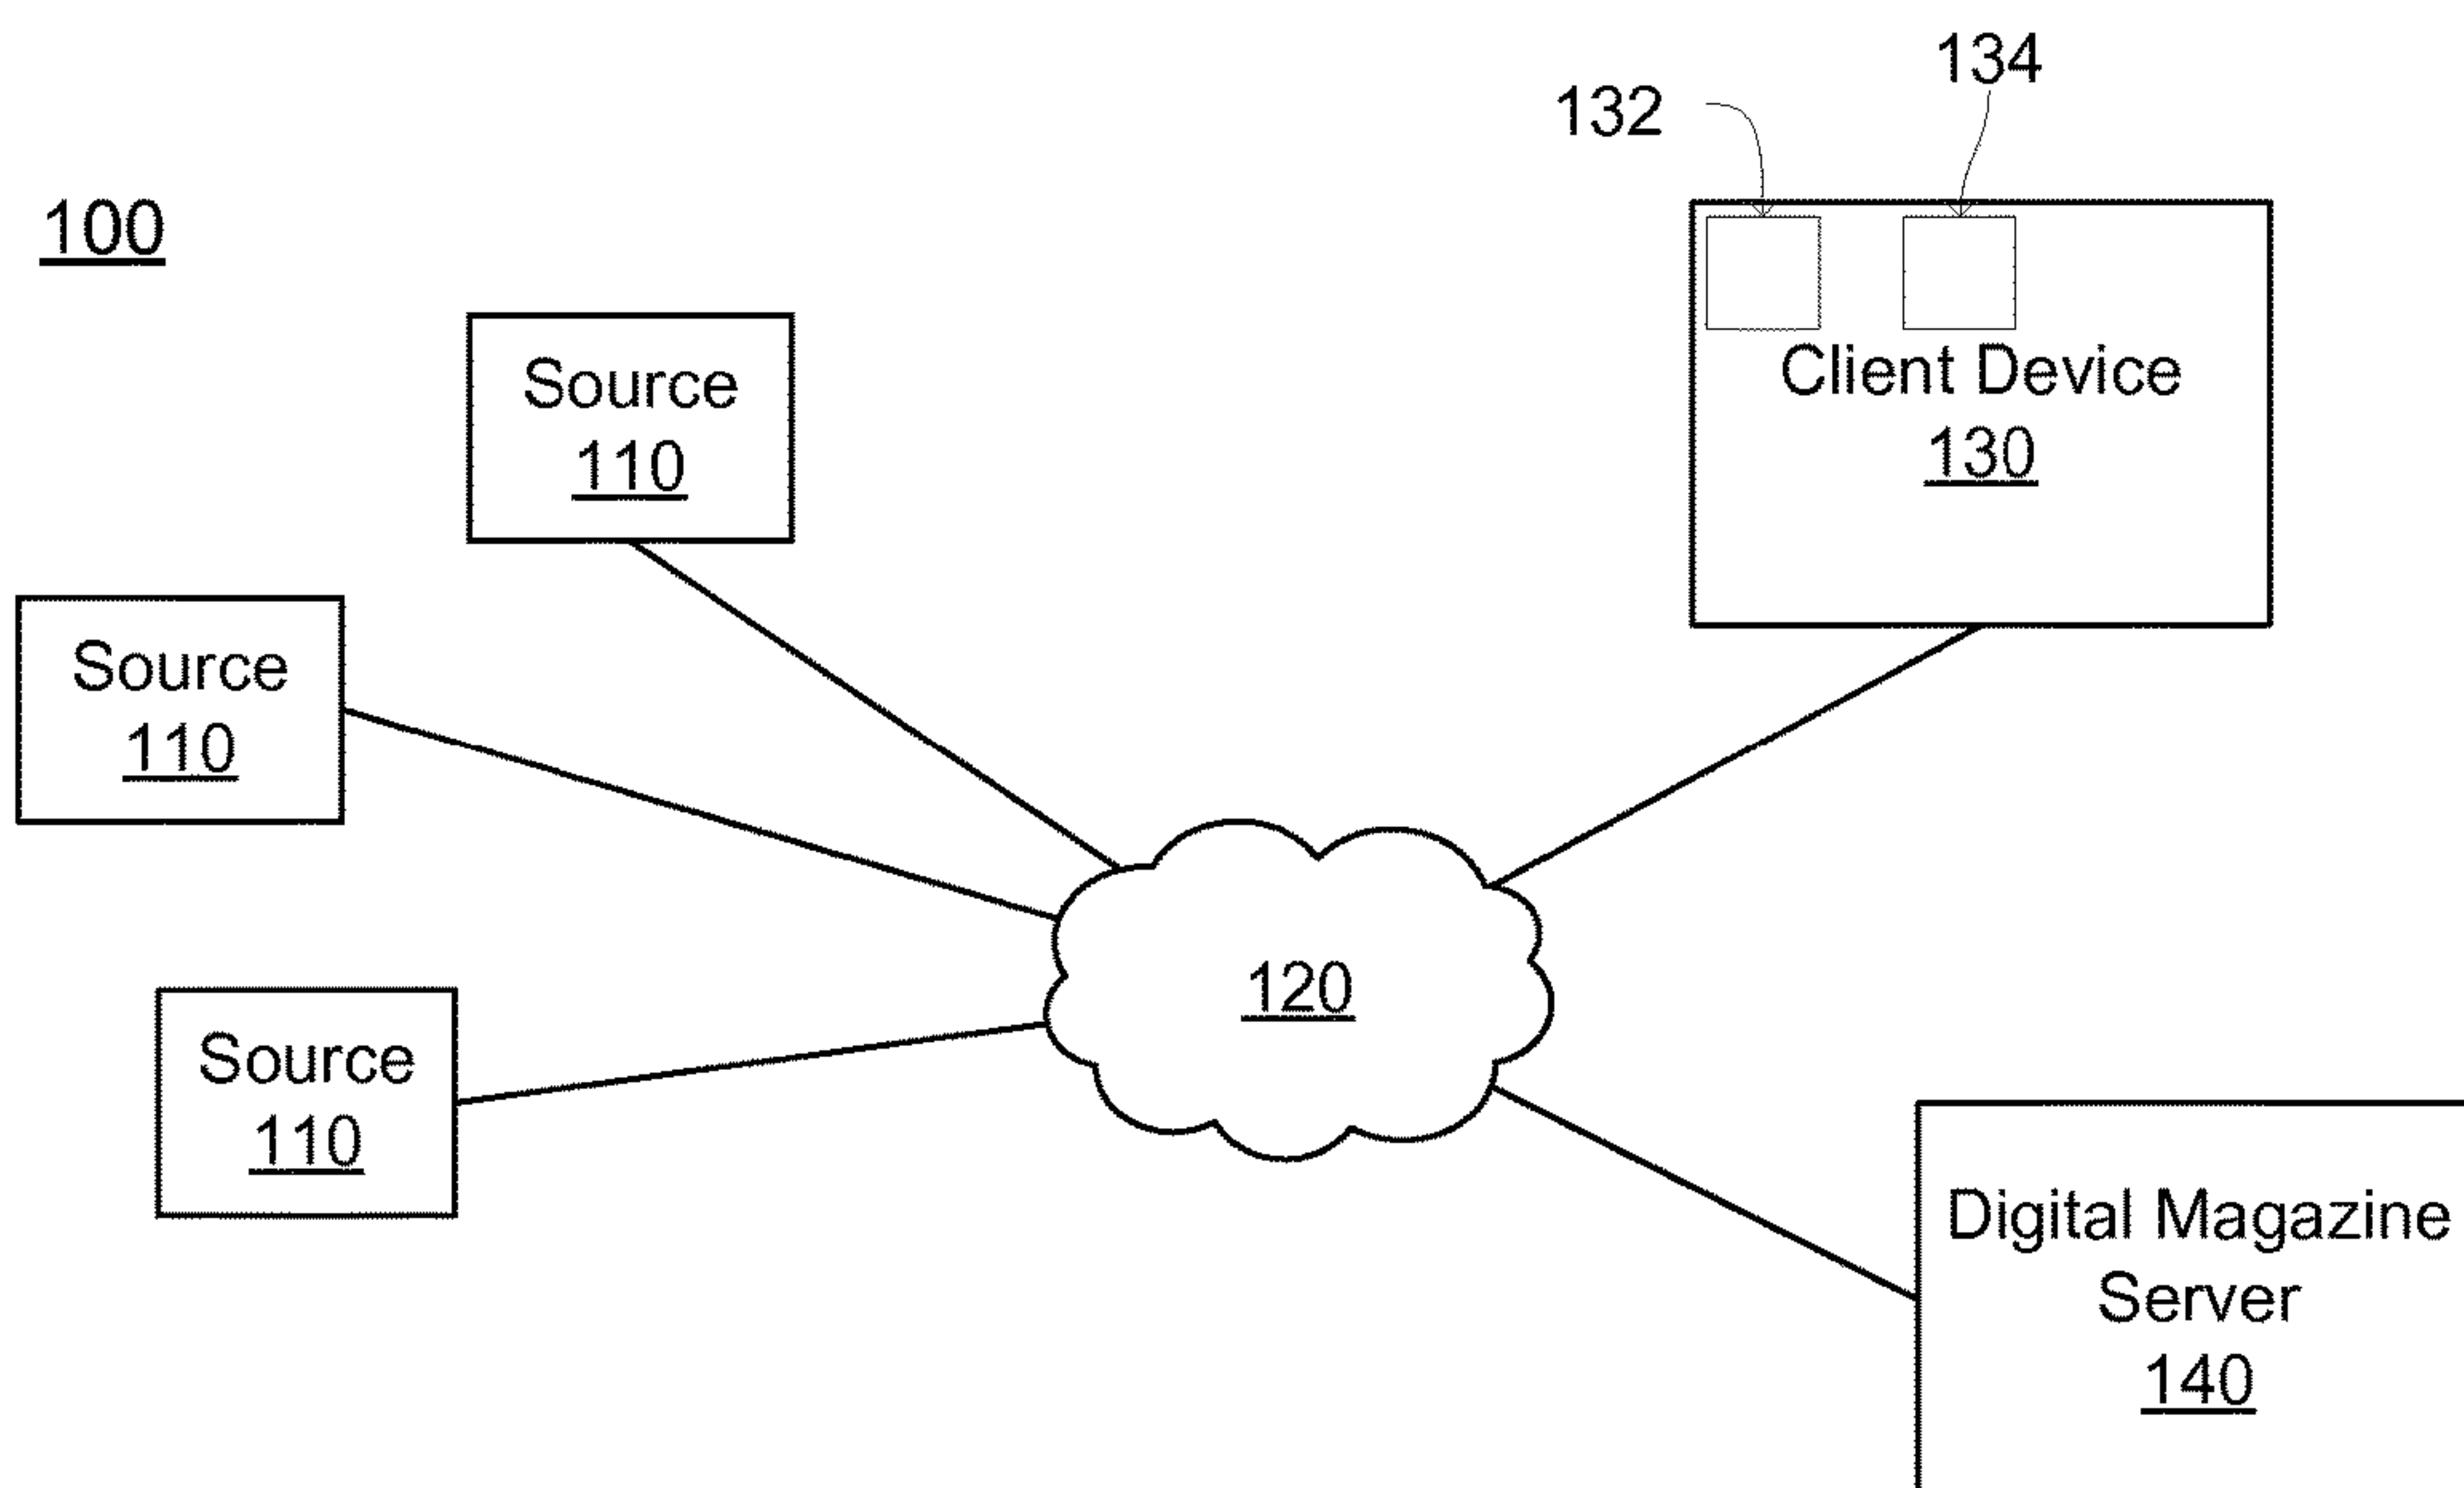 134
132
100
Source
110
Client Device
130
Source
110
120
Source
110
Digital Magazine
Server
140